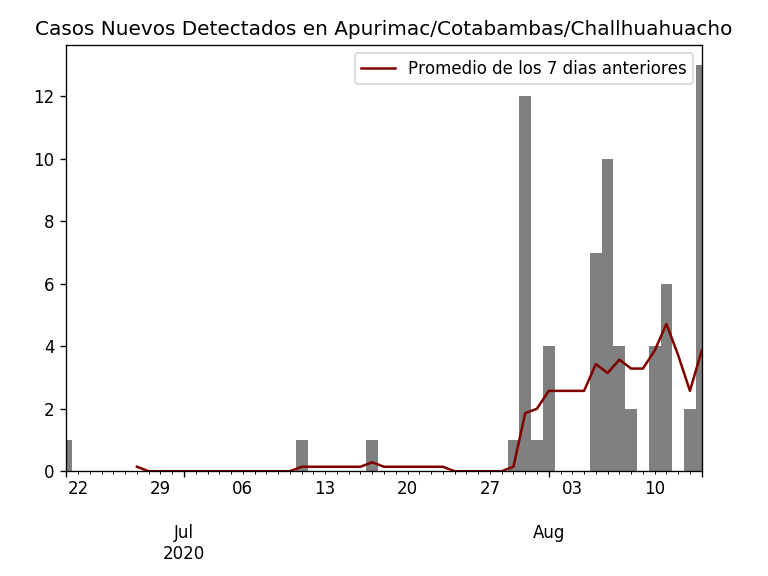 Casos Nuevos Detectados en Apurimac/Cotabambas/Challhuahuacho
Promedio de los 7 dias anteriores
12
10
8
6
4
2
0
22 29 06 13 20 27 03 10
Jul Aug
2020